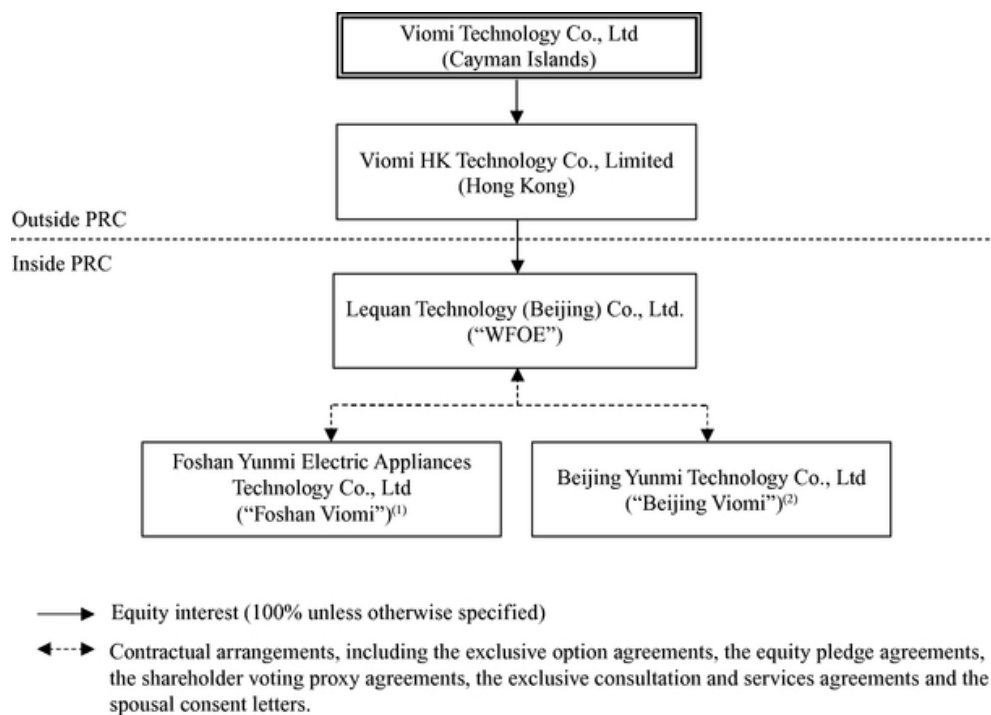 Viomi Technology Co., Ltd
(Cayman Islands)
Viomi HK Technology Co., Limited
(Hong Kong)
Outside PRC
Inside PRC
Lequan Technology (Beijing) Co., Ltd.
(“WFOE”)
Foshan Yunmi Electric Appliances
Technology Co., Ltd
(“Foshan Viomi”)(1)
Beijing Yunmi Technology Co., Ltd
(“Beijing Viomi”)(2)
Equity interest (100% unless otherwise specified)
Contractual arrangements, including the exclusive option agreements, the equity pledge agreements,
the shareholder voting proxy agreements, the exclusive consultation and services agreements and the
spousal consent letters.